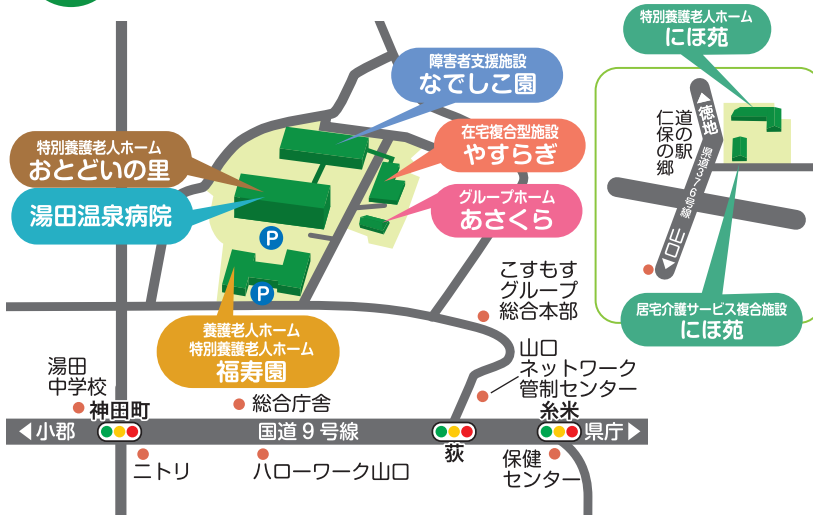 特別養護老人ホーム
にほ苑
障害者支援施設
なでしこ園
在宅複合型施設
やすらぎ
特別養護老人ホーム
おとどいの里
湯田温泉病院
グループホーム
あさくら
P
P
養護老人ホーム
特別養護老人ホーム
福寿園
▲徳地
県道376号線
山口▶
道の駅
仁保の郷
居宅介護サービス複合施設
にほ苑
こすもす
グループ
総合本部
山口
ネットワーク
管制センター
湯田
中学校
神田町
総合庁舎
糸米
◀小郡
国道9号線
荻
県庁▶
ニトリ
ハローワーク山口
保健
センター